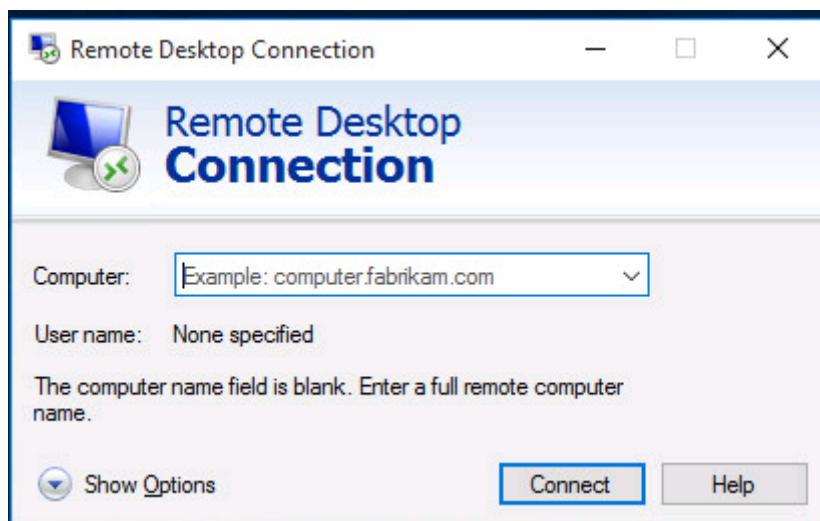 Remote Desktop Connection
Remote Desktop
Connection
Computer: Example: computer.fabrikam.com
User name: None specified
The computer name field is blank. Enter a full remote computer
name.
Show Options Connect Help